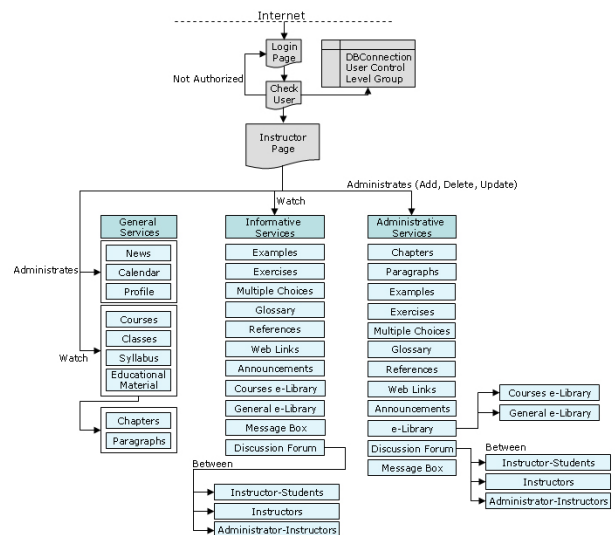 Internet
Login
Page
Not Authorized
Check
User
DBConnection
User Control
Level Group
Instructor
Page
Administrates (Add, Delete, Update)
Watch
General
Services
News
Calendar
Profile
Administrates
Courses
Classes
Syllabus
Educational
Material
Watch
Chapters
Paragraphs
Informative
Services
Examples
Exercises
Multiple Choices
Glossary
References
Web Links
Announcements
Courses e-Library
General e-Library
Message Box
Discussion Forum
Between
Instructor-Students
Instructors
Administrator-Instructors
Administrative
Services
Chapters
Paragraphs
Examples
Exercises
Multiple Choices
Glossary
References
Web Links
Announcements
e-Library
Discussion Forum
Message Box
Courses e-Library
General e-Library
Between
Instructor-Students
Instructors
Administrator-Instructors